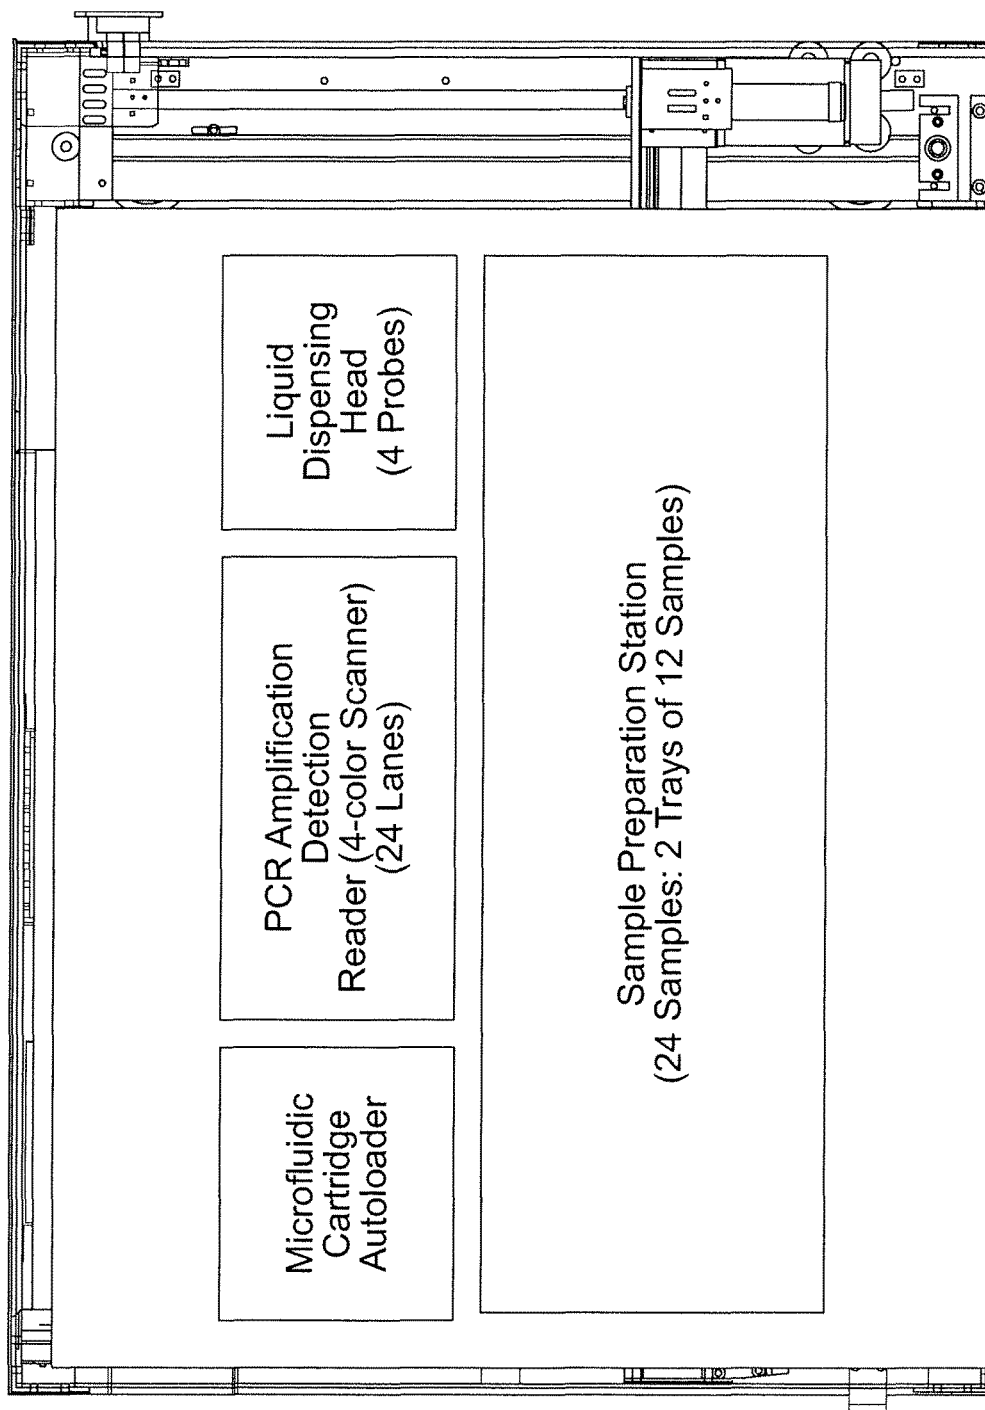 Microfluidic
Cartridge
Autoloader
PCR Amplification
Detection
Reader (4-color Scanner)
(24 Lanes)
Liquid
Dispensing
Head
(4 Probes)
Sample Preparation Station
(24 Samples: 2 Trays of 12 Samples)